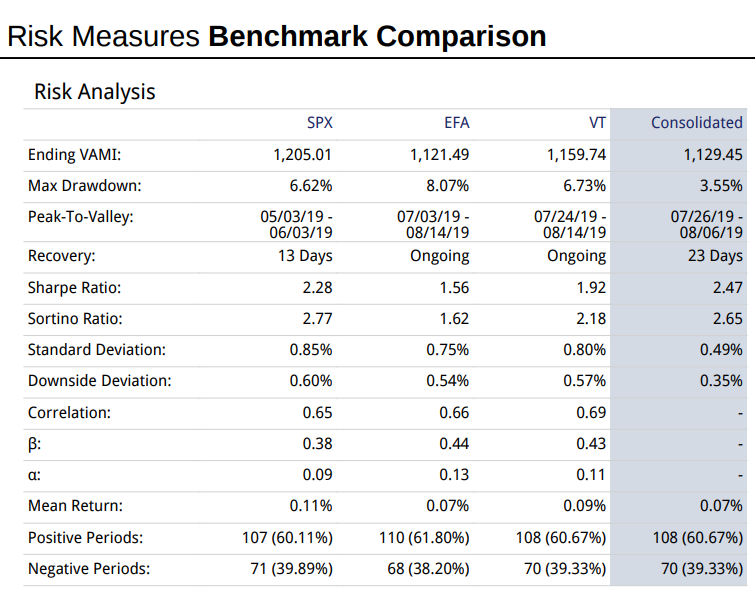 Risk Measures Benchmark Comparison
Risk Analysis
SPX EFA VT Consolidated
Ending VAMI: 1,205.01 1,121.49 1,159.74 1,129.45
Max Drawdown: 6.62% 8.07% 6.73% 3.55%
Peak-To-Valley: 05/03/19 - 07/03/19 - 07/24/19 - 07/26/19 -
06/03/19 08/14/19 08/14/19 08/06/19
Recovery: 13 Days Ongoing Ongoing 23 Days
Sharpe Ratio: 2.28 1.56 1.92 2.47
Sortino Ratio: 2.77 1.62 2.18 2.65
Standard Deviation: 0.85% 0.75% 0.80% 0.49%
Downside Deviation: 0.60% 0.54% 0.57% 0.35%
Correlation: 0.65 0.66 0.69 -
β: 0.38 0.44 0.43 -
α: 0.09 0.13 0.11 -
Mean Return: 0.11% 0.07% 0.09% 0.07%
Positive Periods: 107 (60.11%) 110 (61.80%) 108 (60.67%) 108 (60.67%)
Negative Periods: 71 (39.89%) 68 (38.20%) 70 (39.33%) 70 (39.33%)